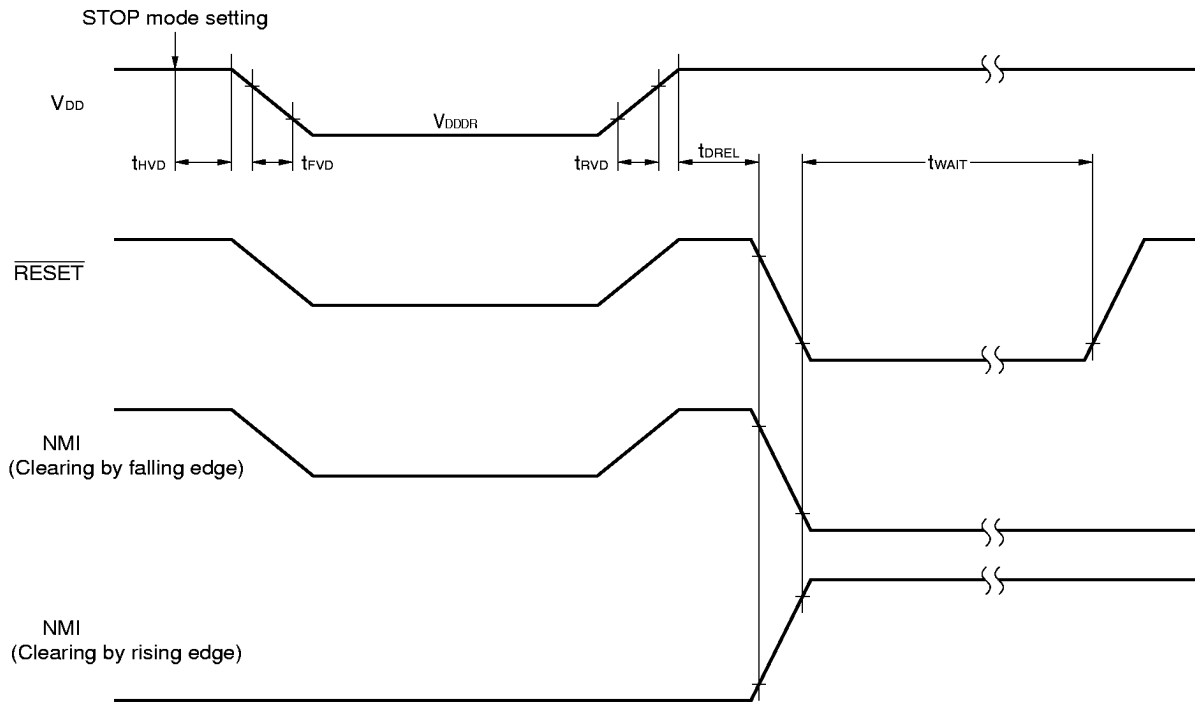 STOP mode setting
VDD
VDDDR
tHVD
tFVD
tRVD
tDREL
tWAIT
RESET
NMI
(Clearing by falling edge)
NMI
(Clearing by rising edge)